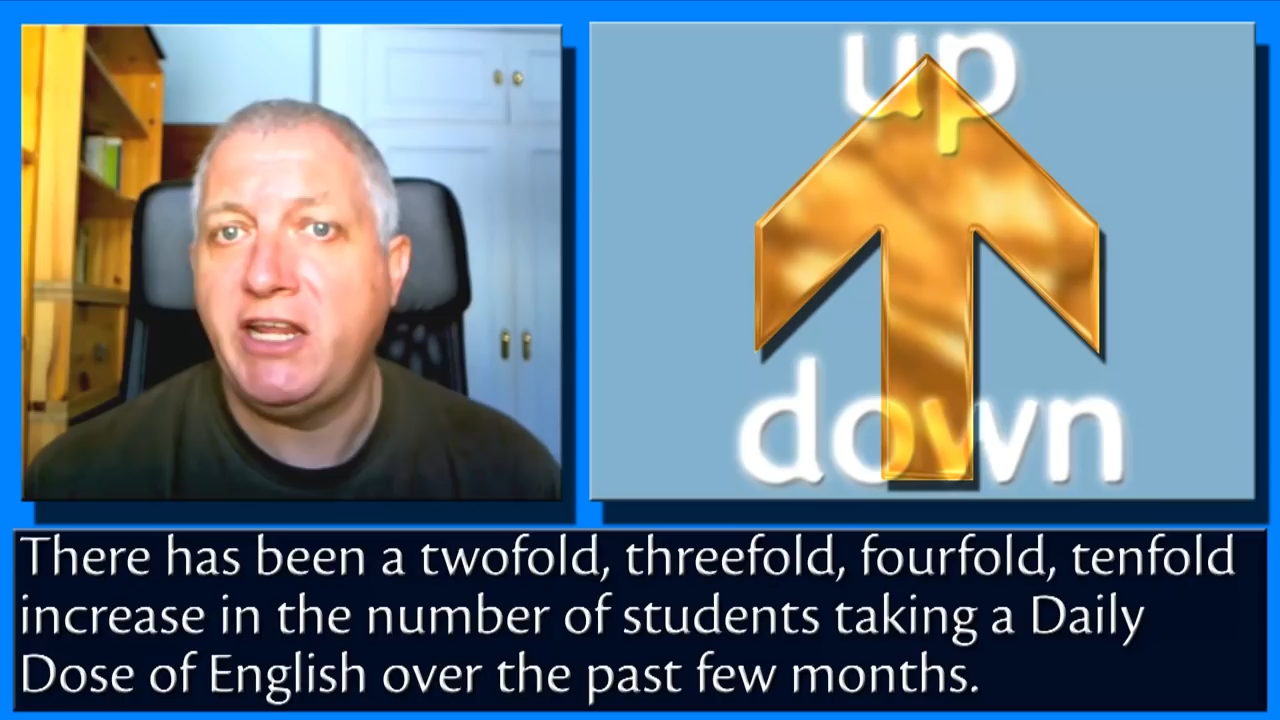 up
down
There has been a twofold, threefold, fourfold, tenfold
increase in the number of students taking a Daily
Dose of English over the past few months.